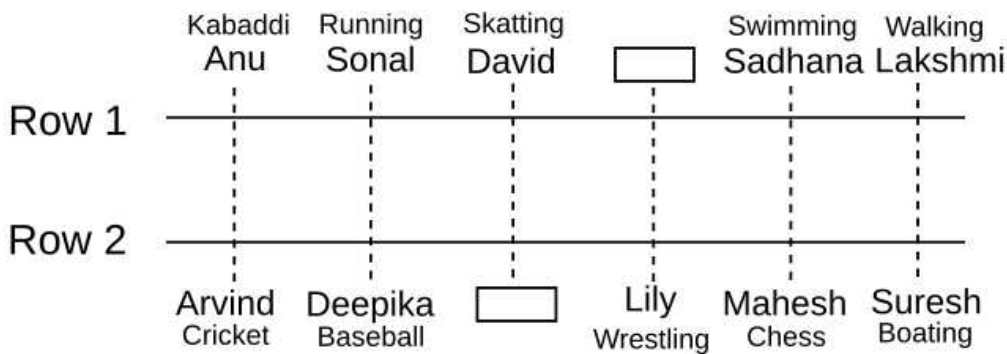 Kabaddi Running Skatting Swimming Walking
Anu Sonal David Sadhana Lakshmi
Row 1
Row 2
Arvind Deepika Lily Mahesh Suresh
Cricket Baseball Wrestling Chess Boating